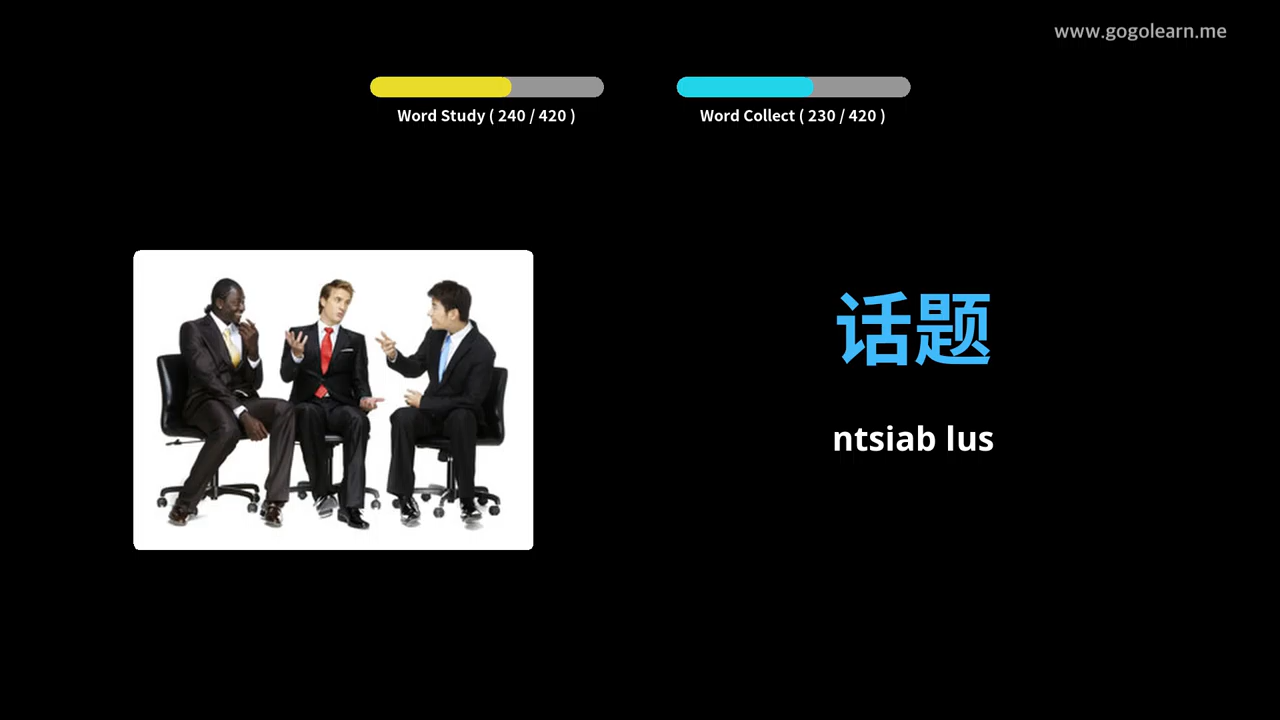 www.gogolearn.me
Word Study ( 240 / 420 )
Word Collect ( 230 / 420 )
话题
ntsiab lus